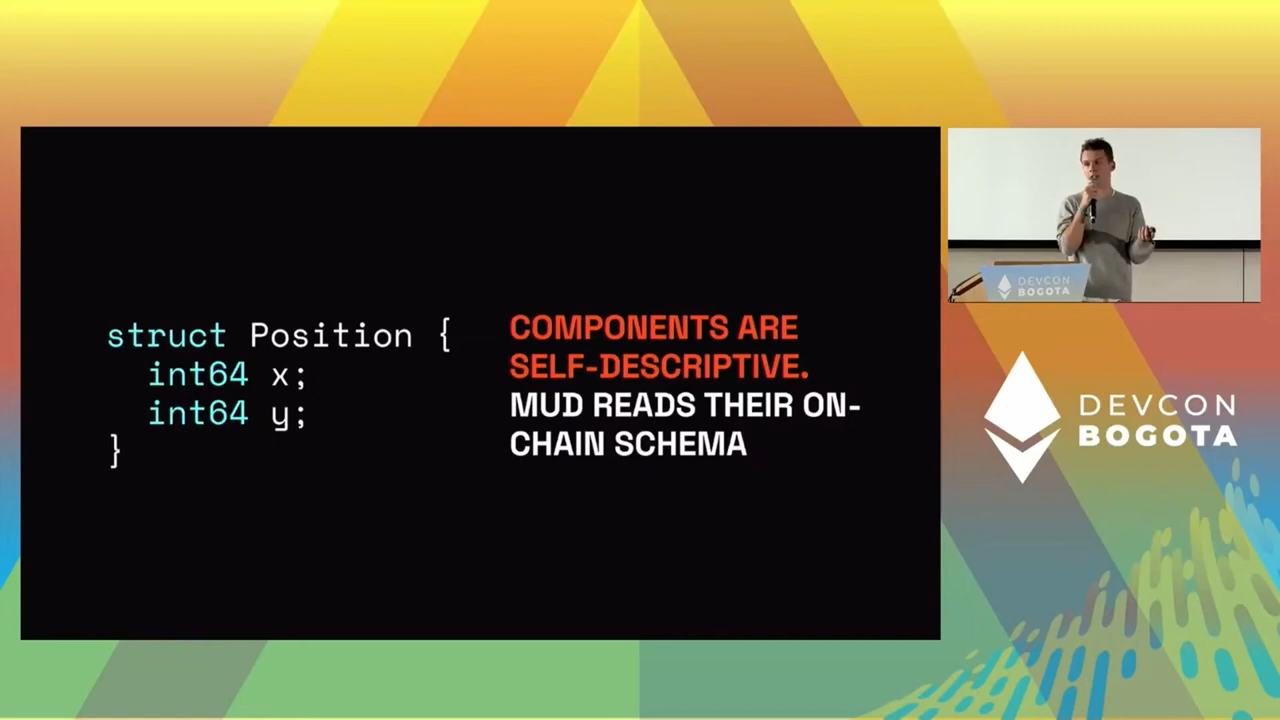 struct Position {
  int64 x;
  int64 y;
}
COMPONENTS ARE
SELF-DESCRIPTIVE.
MUD READS THEIR ON-
CHAIN SCHEMA
DEVCON
BOGOTA
DEVCON
BOGOTA